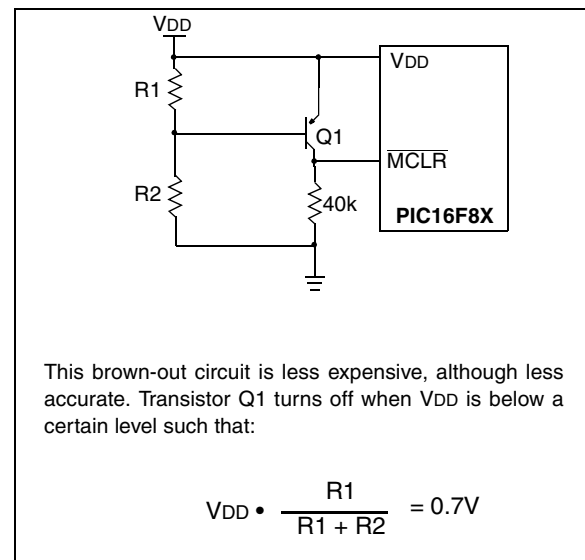 VDD
VDD
R1
Q1
MCLR
R2
40k
PIC16F8X
This brown-out circuit is less expensive, although less
accurate. Transistor Q1 turns off when VDD is below a
certain level such that:
VDD • R1 / R1 + R2 = 0.7V